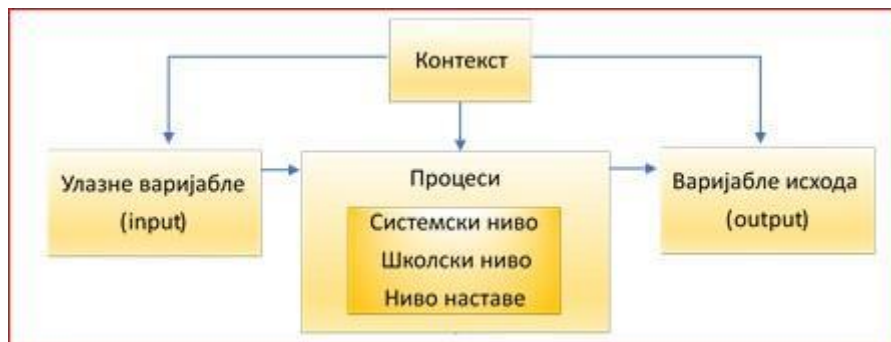 Контекст
Улазне варијабле
(input)
Процеси
Системски ниво
Школски ниво
Ниво наставе
Варијабле исхода
(output)